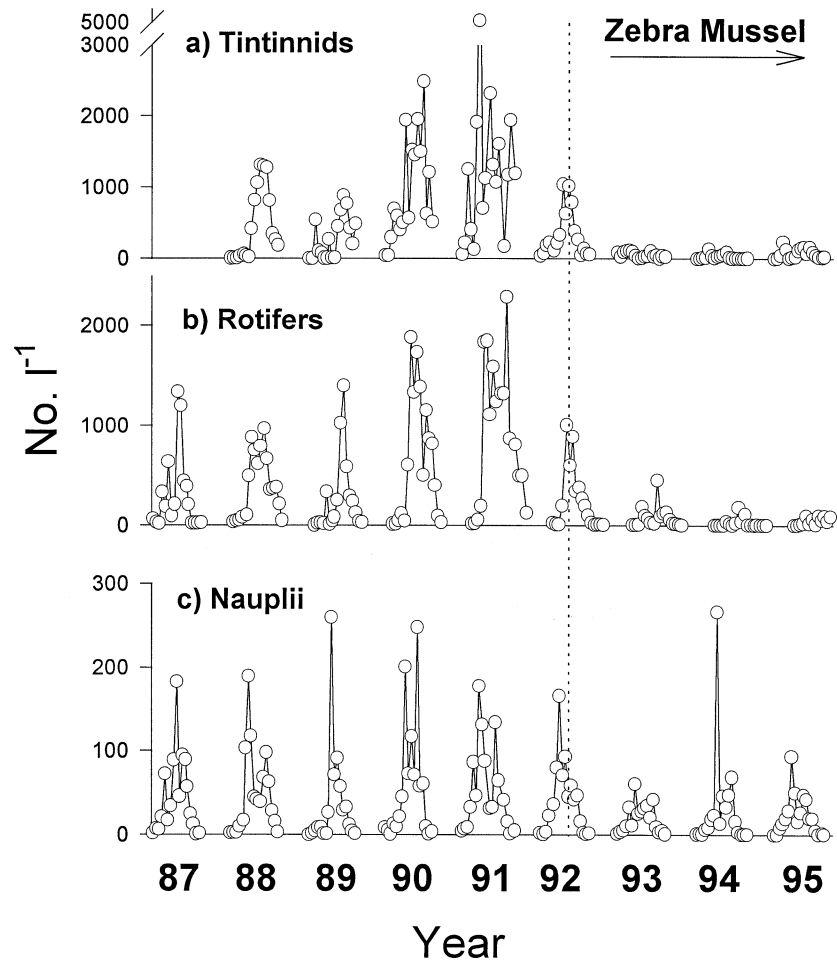 5000
3000
2000
1000
0
a) Tintinnids
Zebra Mussel
2000
1000
0
b) Rotifers
No. l-1
300
200
100
0
c) Nauplii
87 88 89 90 91 92 93 94 95
Year